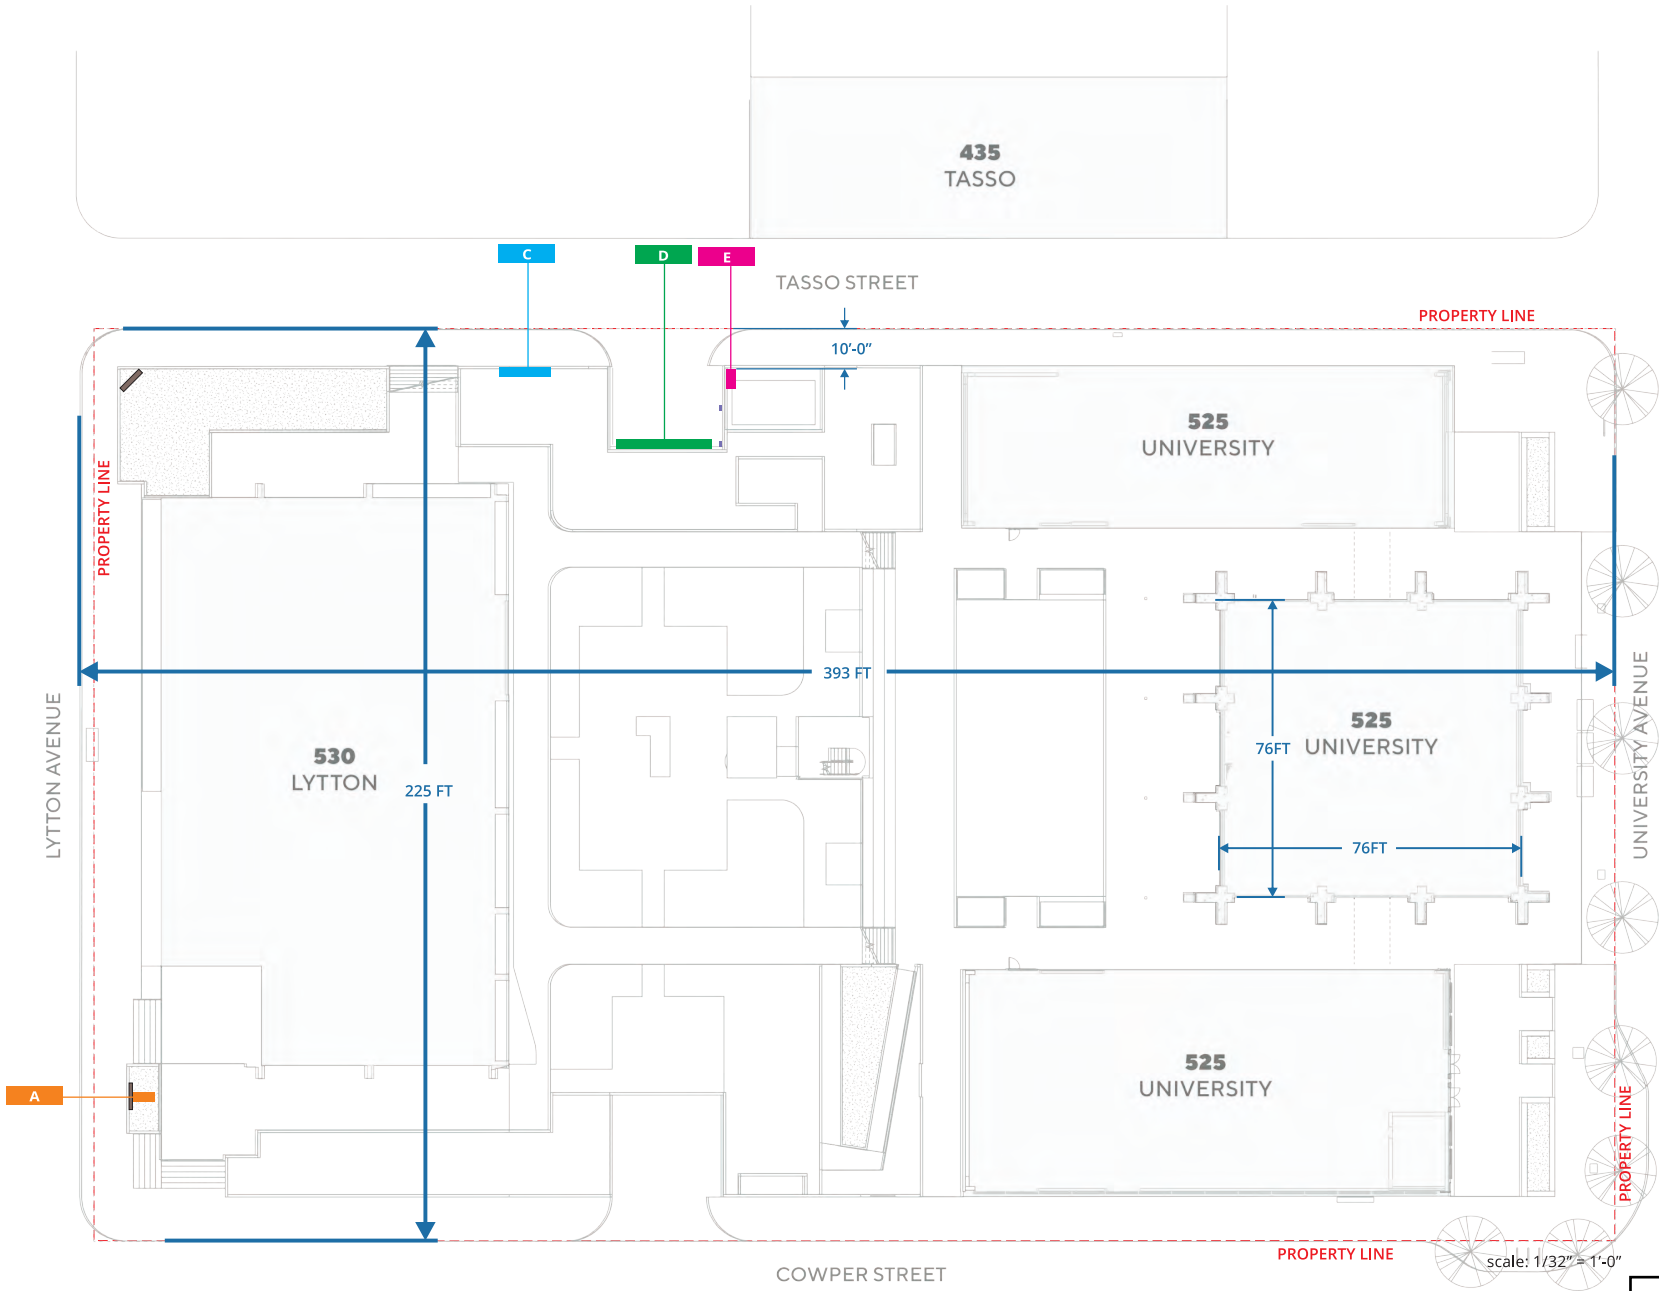 435
TASSO
C
D
E
TASSO STREET
PROPERTY LINE
10'-0"
525
UNIVERSITY
PROPERTY LINE
393 FT
LYTTON AVENUE
UNIVERSITY AVENUE
530
LYTTON
225 FT
525
UNIVERSITY
76FT
76FT
525
UNIVERSITY
A
PROPERTY LINE
PROPERTY LINE
scale: 1/32" = 1'-0"
COWPER STREET